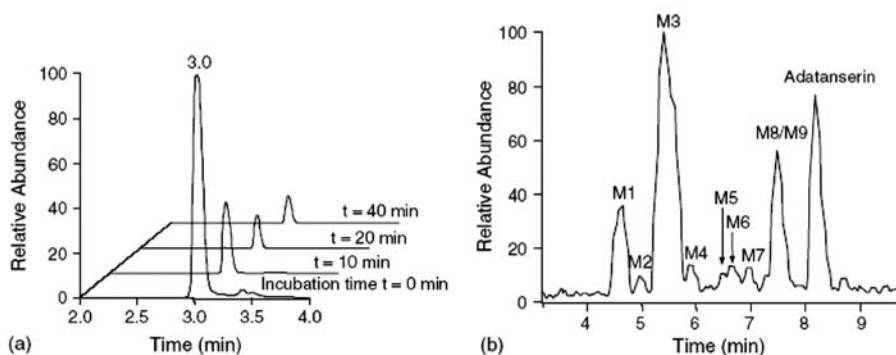 3.0
Relative Abundance
100
80
60
40
20
0
t = 40 min
t = 20 min
t = 10 min
Incubation time t = 0 min
2.0 2.5 3.0 3.5 4.0
(a) Time (min)
Relative Abundance
100
80
60
40
20
0
M3
Adatanserin
M8/M9
M5
M1
M6
M4
M7
M2
4 5 6 7 8 9
(b) Time (min)